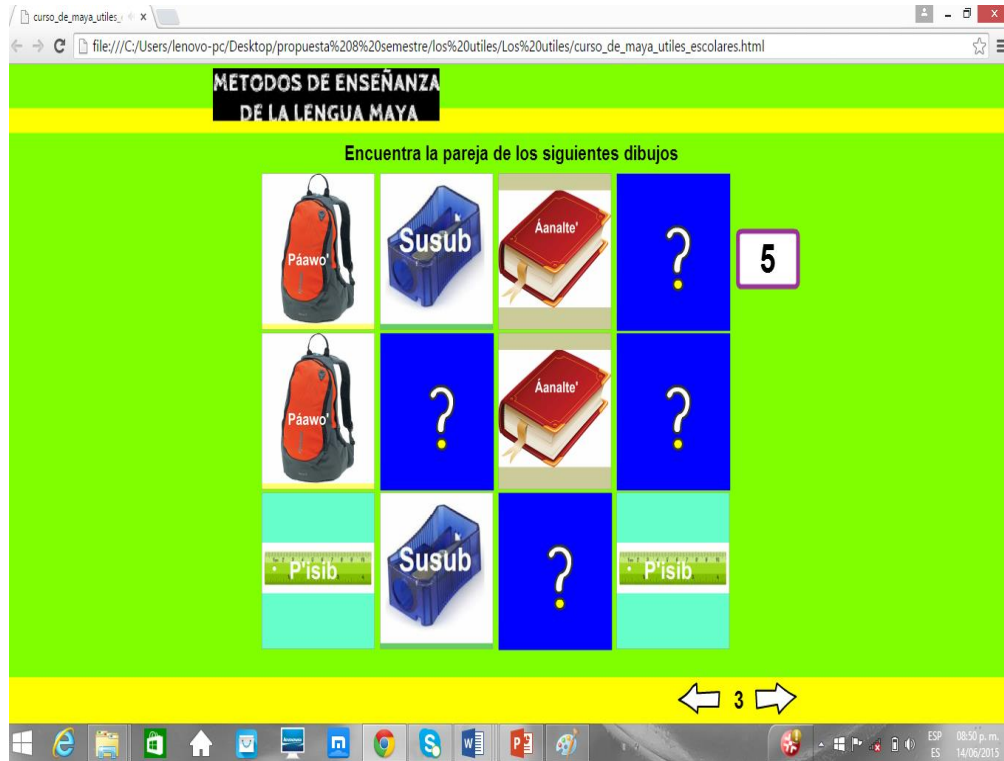 curso_de_maya_utiles_
file:///C:/Users/lenovo-pc/Desktop/propuesta%208%20semestre/los%20utiles/Los%20utiles/curso_de_maya_utiles_escolares.html
METODOS DE ENSEÑANZA
DE LA LENGUA MAYA
Encuentra la pareja de los siguientes dibujos
Páawo'
Susub
Áanalte'
?
5
Páawo'
?
Áanalte'
?
P'isib
Susub
?
P'isib
3
ESP
08:50 p. m.
ES
14/06/2015